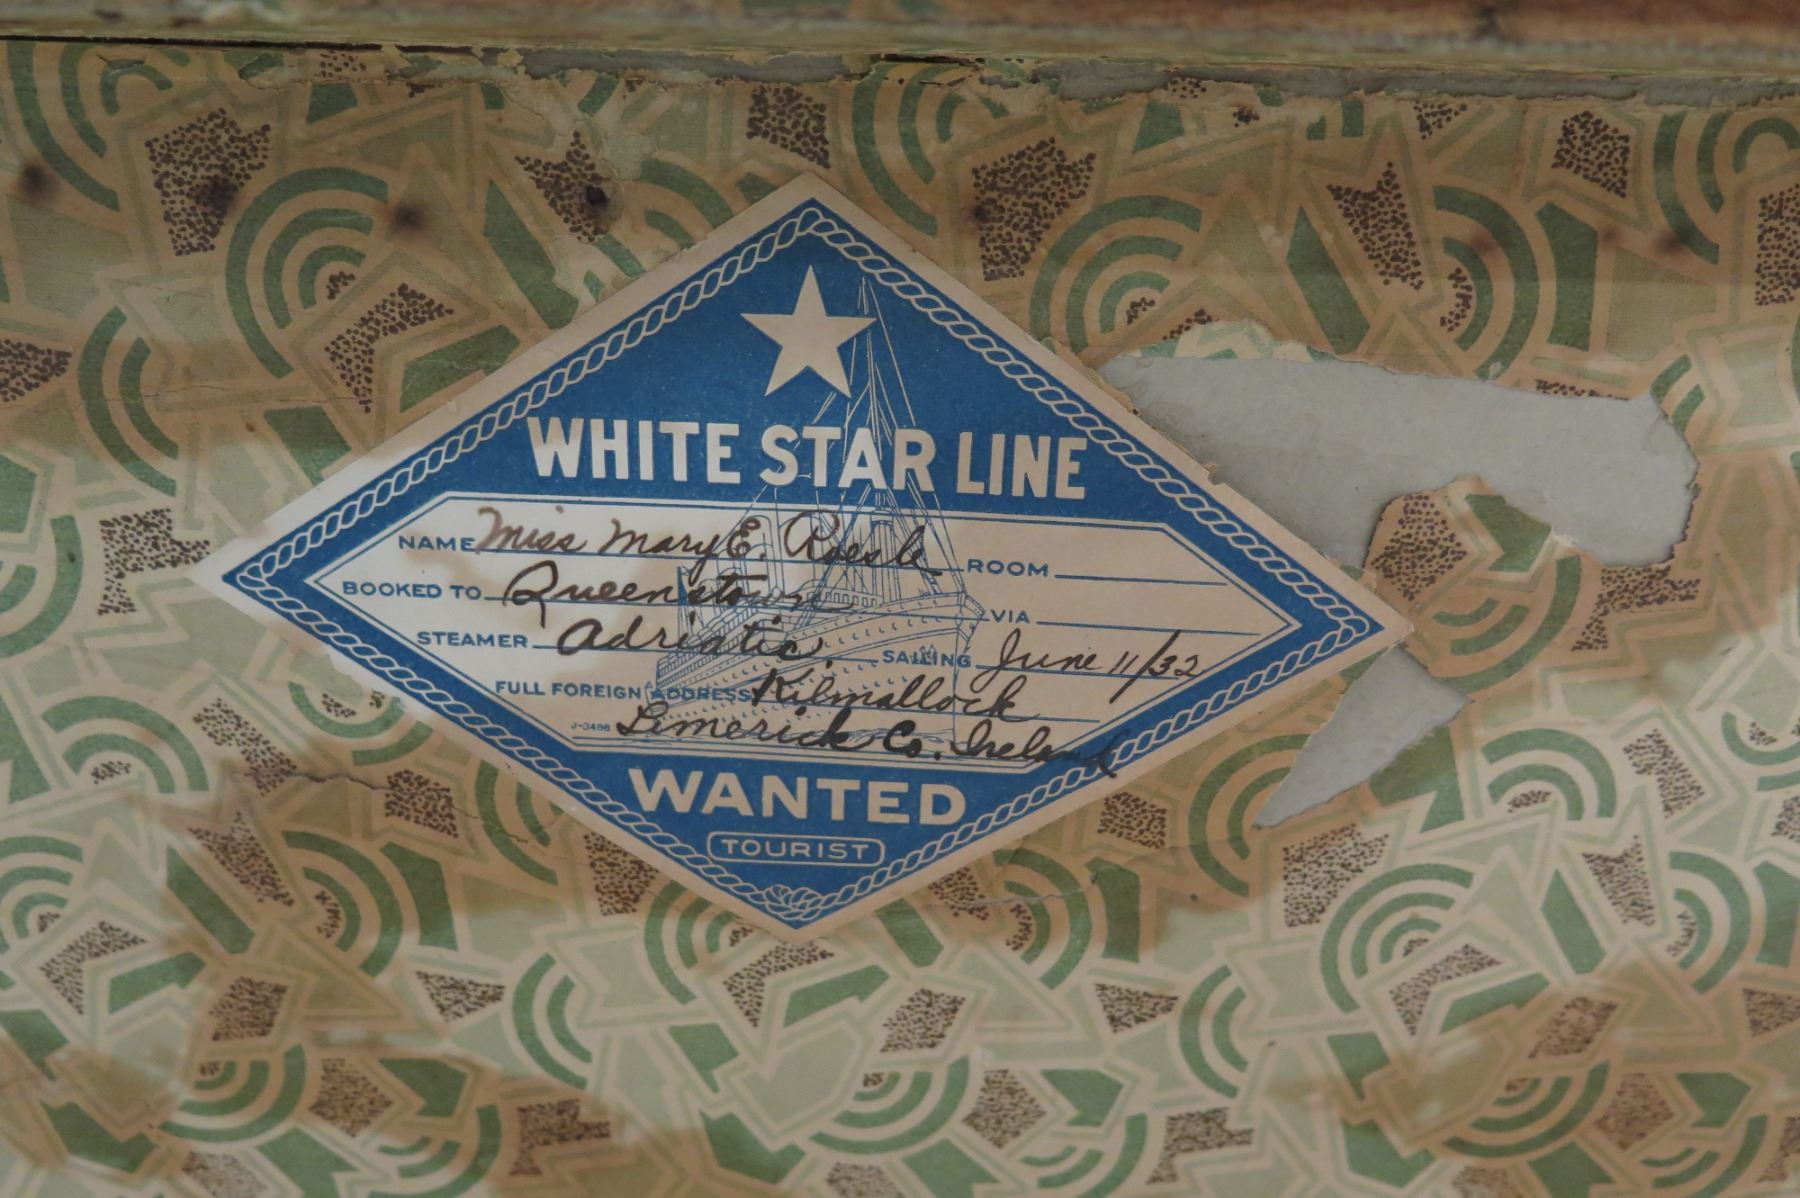 WHITE STAR LINE
NAME Miss Mary E. Roesle ROOM
BOOKED TO Queenstown VIA
STEAMER Adriatic. SAILING June 11/32
FULL FOREIGN ADDRESS Kilmallock
J-3486 Limerick Co. Ireland
WANTED
TOURIST